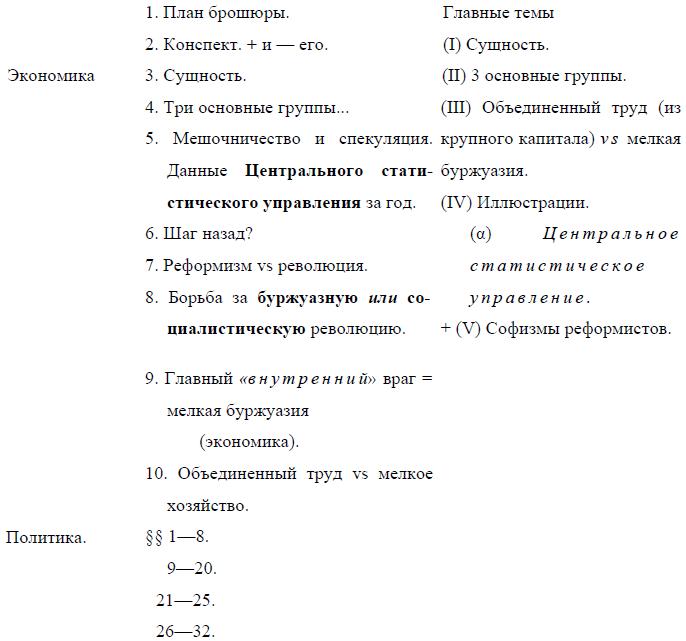 1. План брошюры.
2. Конспект. + и — его.
Экономика
3. Сущность.
4. Три основные группы...
5. Мешочничество и спекуляция.
Данные Центрального стати-
стического управления за год.
6. Шаг назад?
7. Реформизм vs революция.
8. Борьба за буржуазную или со-
циалистическую революцию.
9. Главный «внутренний» враг =
мелкая буржуазия
(экономика).
10. Объединенный труд vs мелкое
хозяйство.
Политика.
§§ 1—8.
9—20.
21—25.
26—32.
Главные темы
(I) Сущность.
(II) 3 основные группы.
(III) Объединенный труд (из
крупного капитала) vs мелкая
буржуазия.
(IV) Иллюстрации.
(α) Центральное
статистическое
управление.
+ (V) Софизмы реформистов.